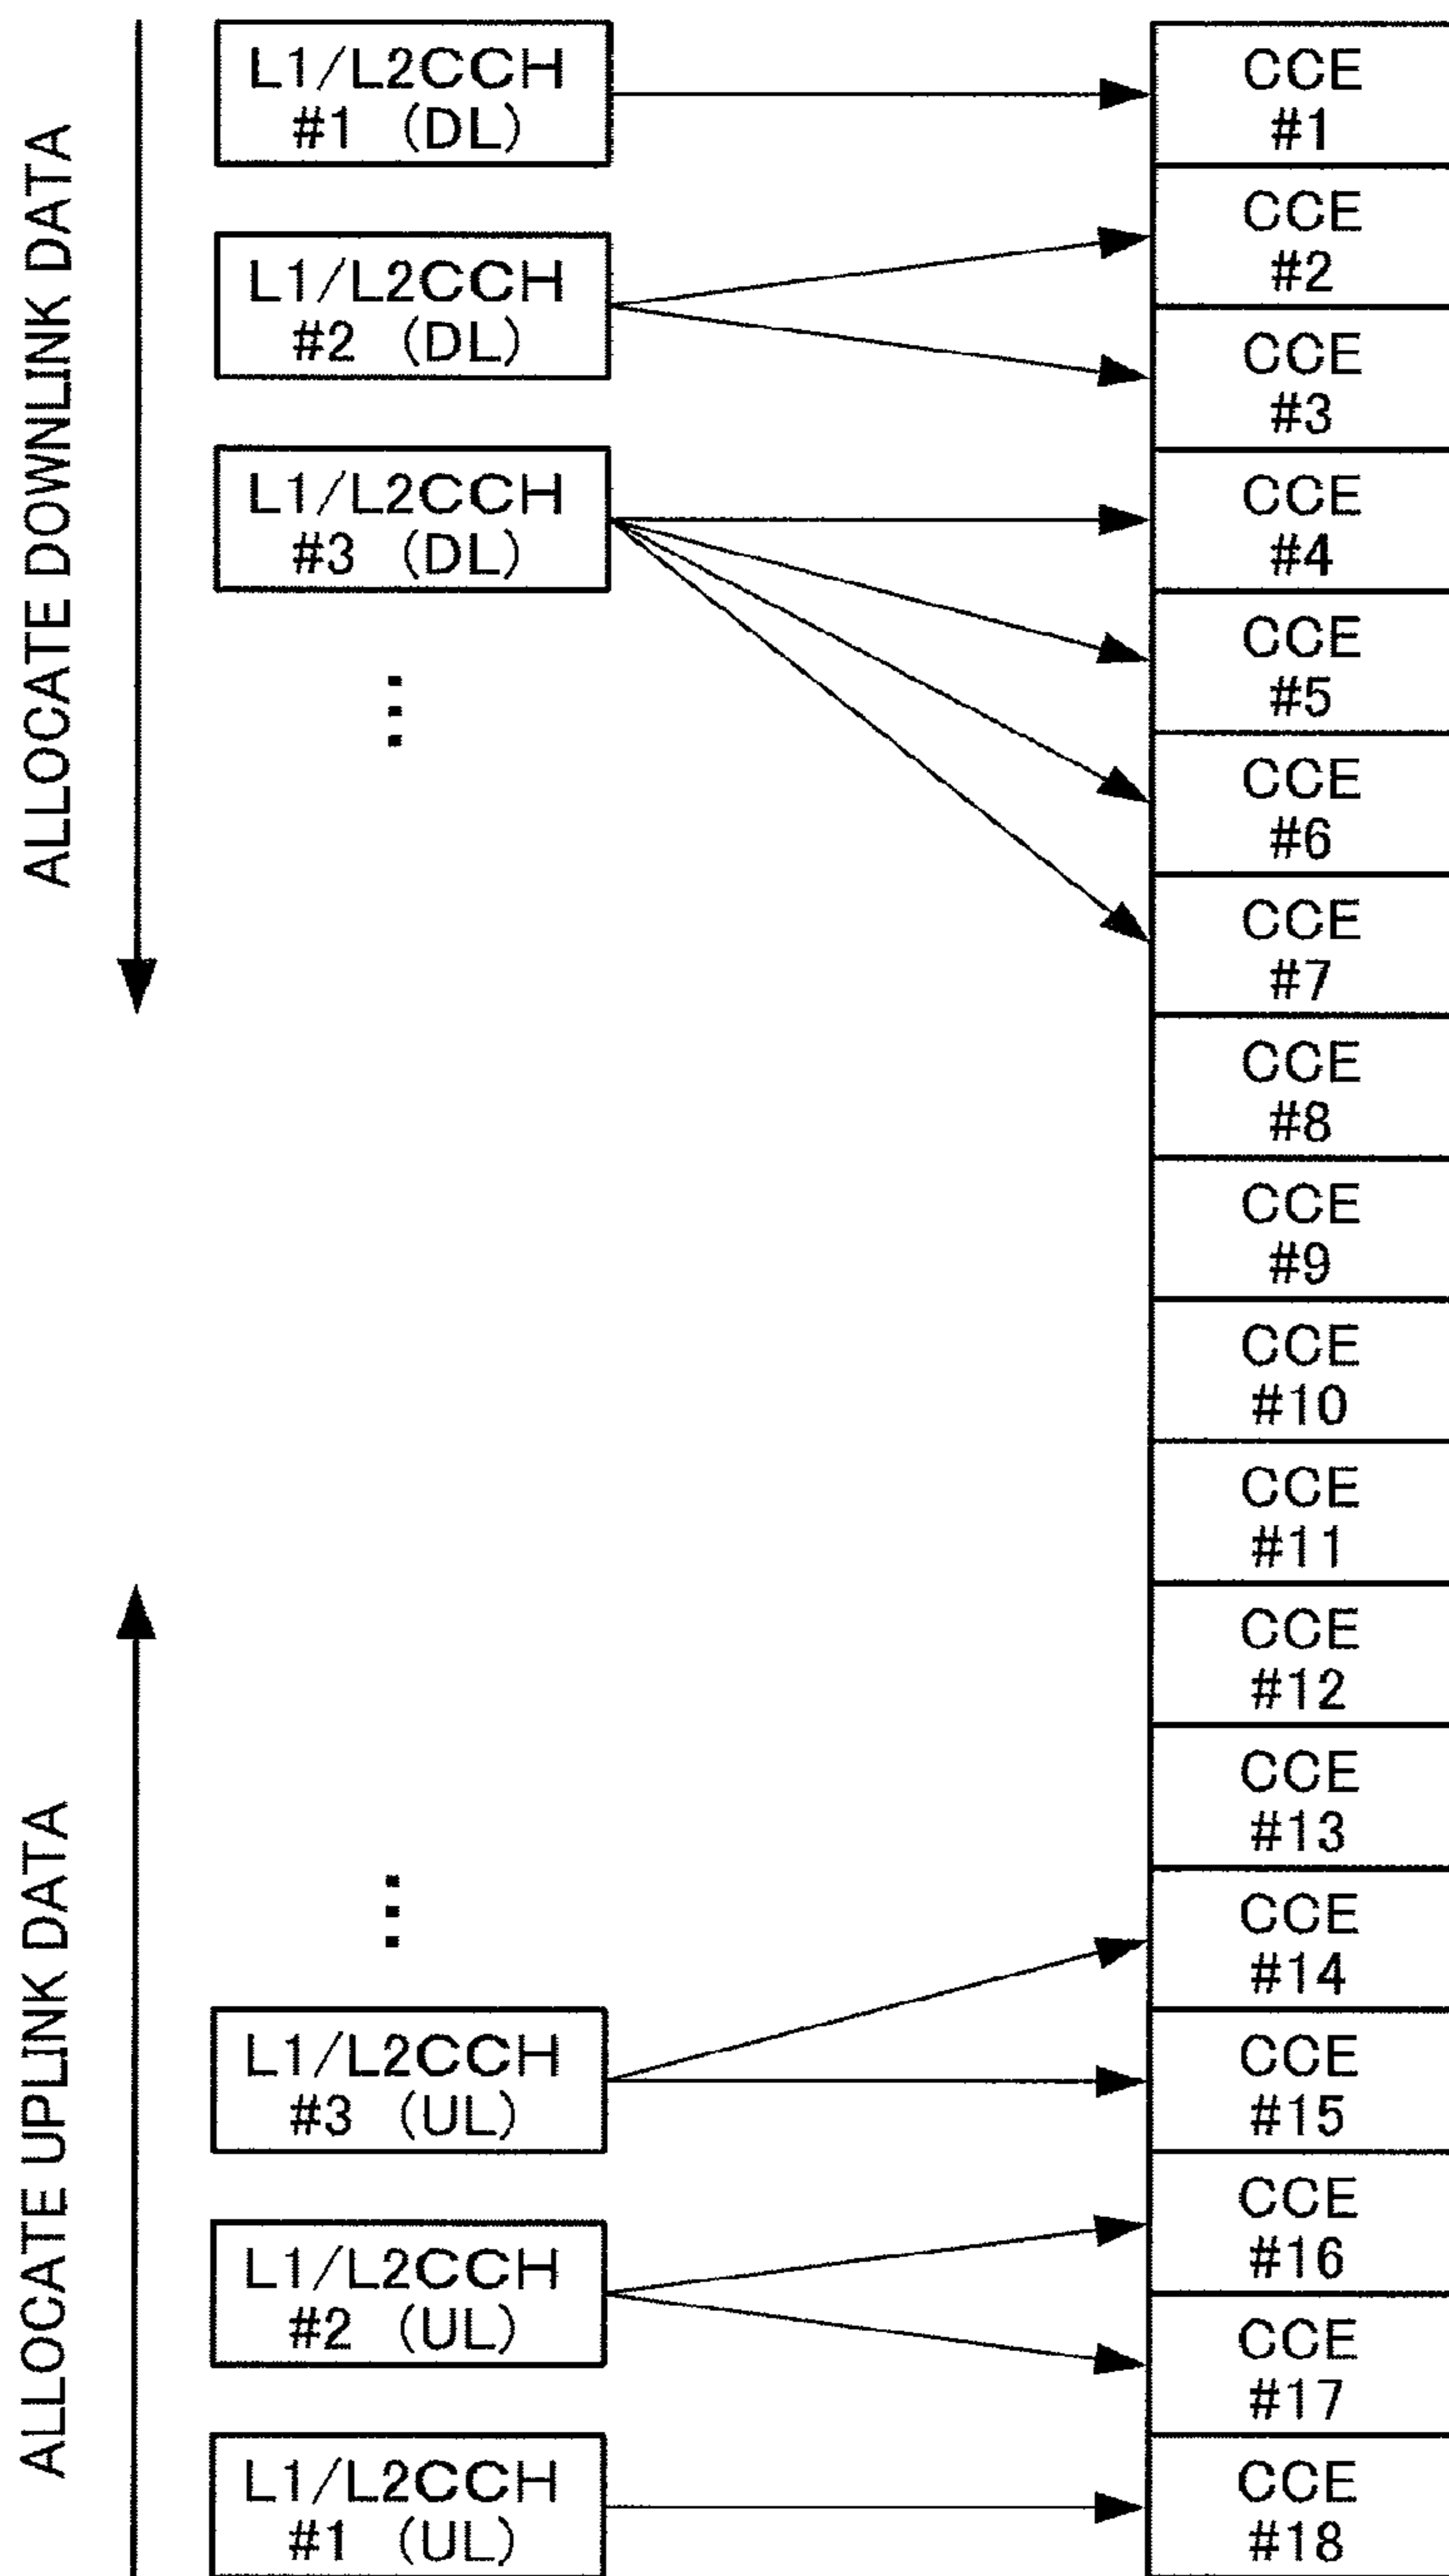 ALLOCATE DOWNLINK DATA
L1/L2CCH
#1 (DL)
L1/L2CCH
#2 (DL)
L1/L2CCH
#3 (DL)
⋮
ALLOCATE UPLINK DATA
⋮
L1/L2CCH
#3 (UL)
L1/L2CCH
#2 (UL)
L1/L2CCH
#1 (UL)
CCE
#1
CCE
#2
CCE
#3
CCE
#4
CCE
#5
CCE
#6
CCE
#7
CCE
#8
CCE
#9
CCE
#10
CCE
#11
CCE
#12
CCE
#13
CCE
#14
CCE
#15
CCE
#16
CCE
#17
CCE
#18